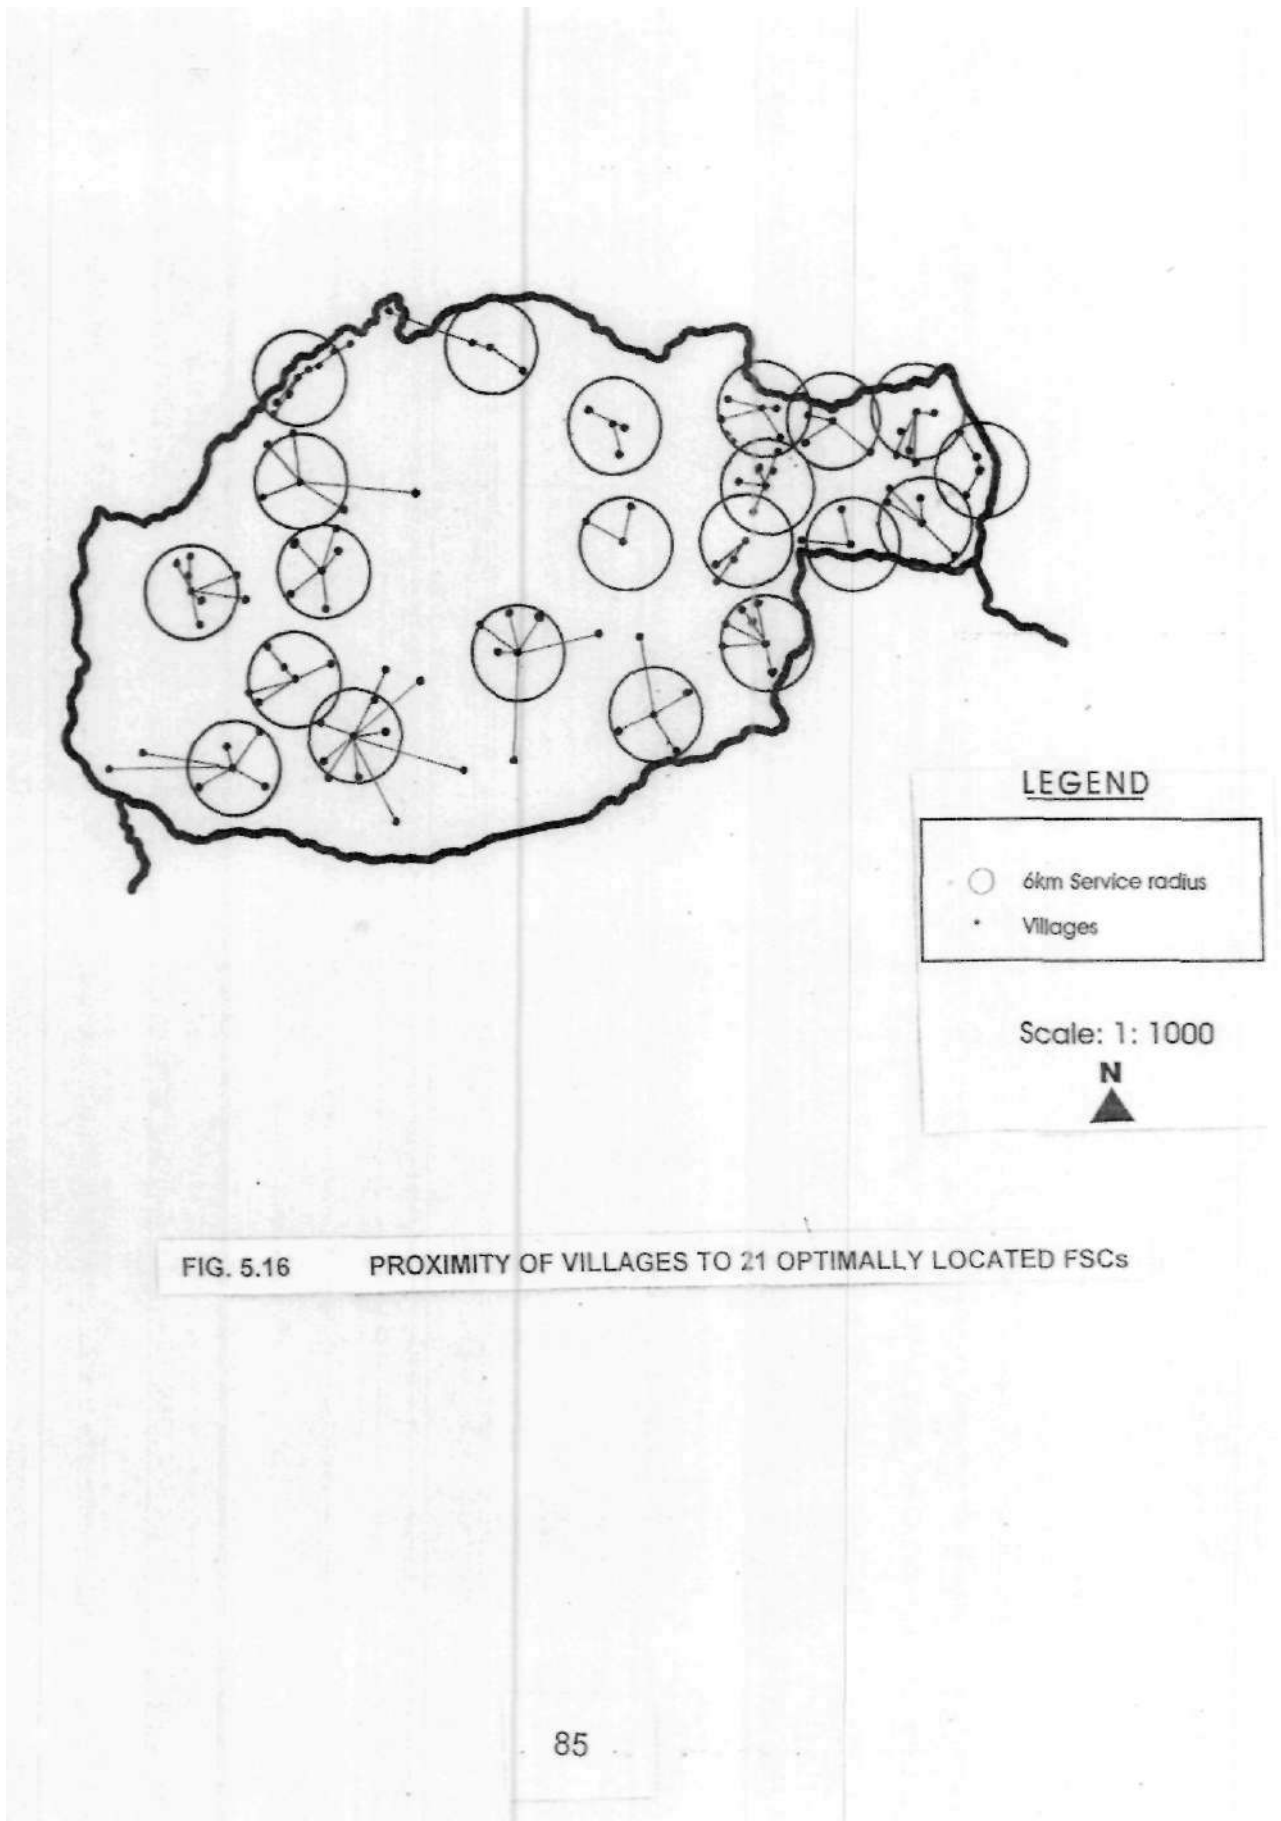 LEGEND
6km Service radius
Villages
Scale: 1: 1000
N
FIG. 5.16 PROXIMITY OF VILLAGES TO 21 OPTIMALLY LOCATED FSCs
85